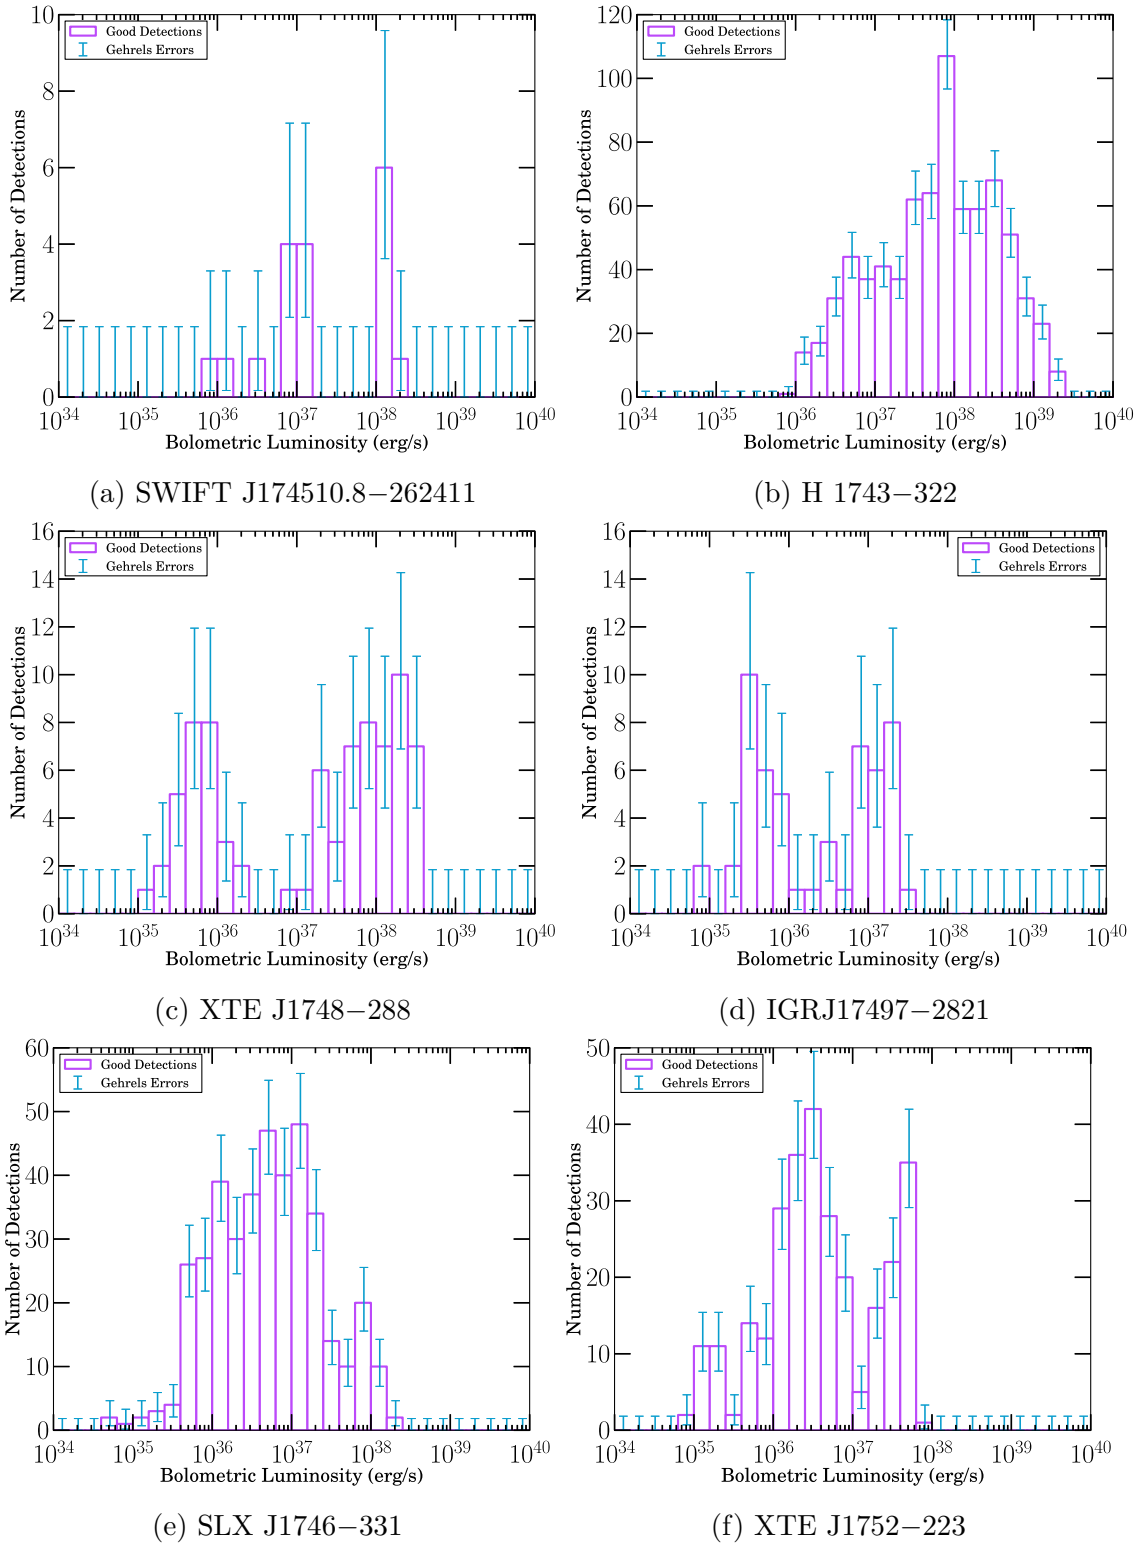 10
8
6
4
2
0
Number of Detections
Good Detections
Gehrels Errors
10^34 10^35 10^36 10^37 10^38 10^39 10^40
Bolometric Luminosity (erg/s)
(a) SWIFT J174510.8−262411
120
100
80
60
40
20
0
Number of Detections
Good Detections
Gehrels Errors
10^34 10^35 10^36 10^37 10^38 10^39 10^40
Bolometric Luminosity (erg/s)
(b) H 1743−322
16
14
12
10
8
6
4
2
0
Number of Detections
Good Detections
Gehrels Errors
10^34 10^35 10^36 10^37 10^38 10^39 10^40
Bolometric Luminosity (erg/s)
(c) XTE J1748−288
16
14
12
10
8
6
4
2
0
Number of Detections
Good Detections
Gehrels Errors
10^34 10^35 10^36 10^37 10^38 10^39 10^40
Bolometric Luminosity (erg/s)
(d) IGRJ17497−2821
60
50
40
30
20
10
0
Number of Detections
Good Detections
Gehrels Errors
10^34 10^35 10^36 10^37 10^38 10^39 10^40
Bolometric Luminosity (erg/s)
(e) SLX J1746−331
50
40
30
20
10
0
Number of Detections
Good Detections
Gehrels Errors
10^34 10^35 10^36 10^37 10^38 10^39 10^40
Bolometric Luminosity (erg/s)
(f) XTE J1752−223